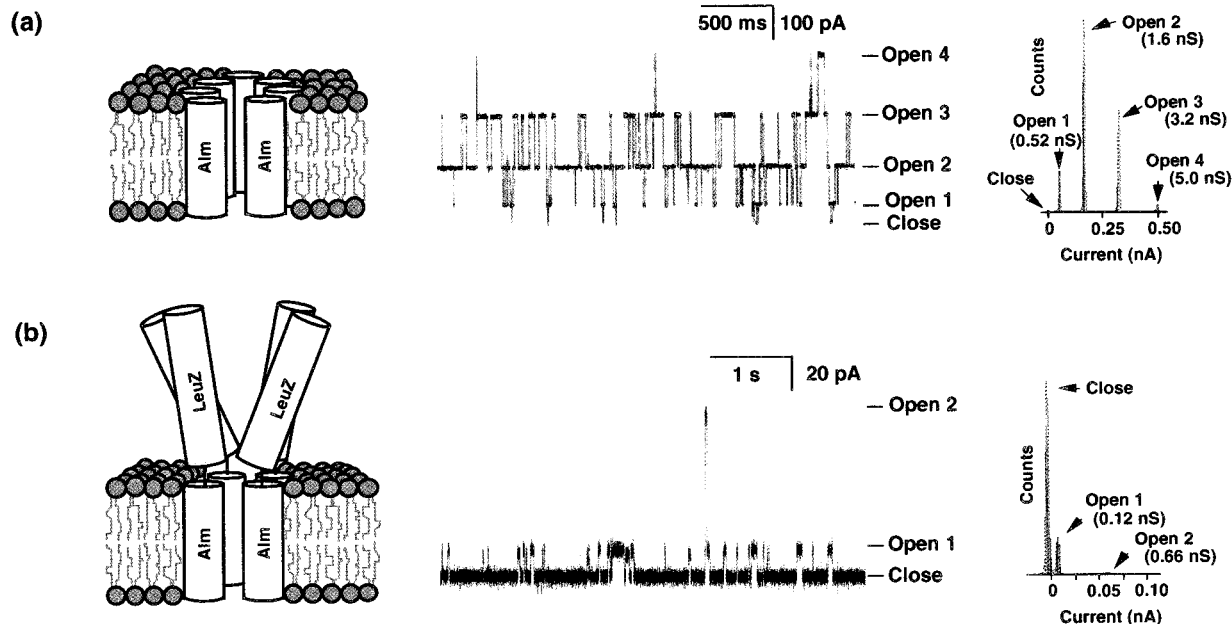 (a)
Alm
Alm
500 ms 100 pA
Open 4
Open 3
Open 2
Open 1
Close
Counts
Open 2
(1.6 nS)
Open 3
(3.2 nS)
Open 1
(0.52 nS)
Open 4
(5.0 nS)
Close
0 0.25 0.50
Current (nA)
(b)
LeuZ
LeuZ
Alm
Alm
1 s 20 pA
Open 2
Open 1
Close
Counts
Close
Open 1
(0.12 nS)
Open 2
(0.66 nS)
0 0.05 0.10
Current (nA)